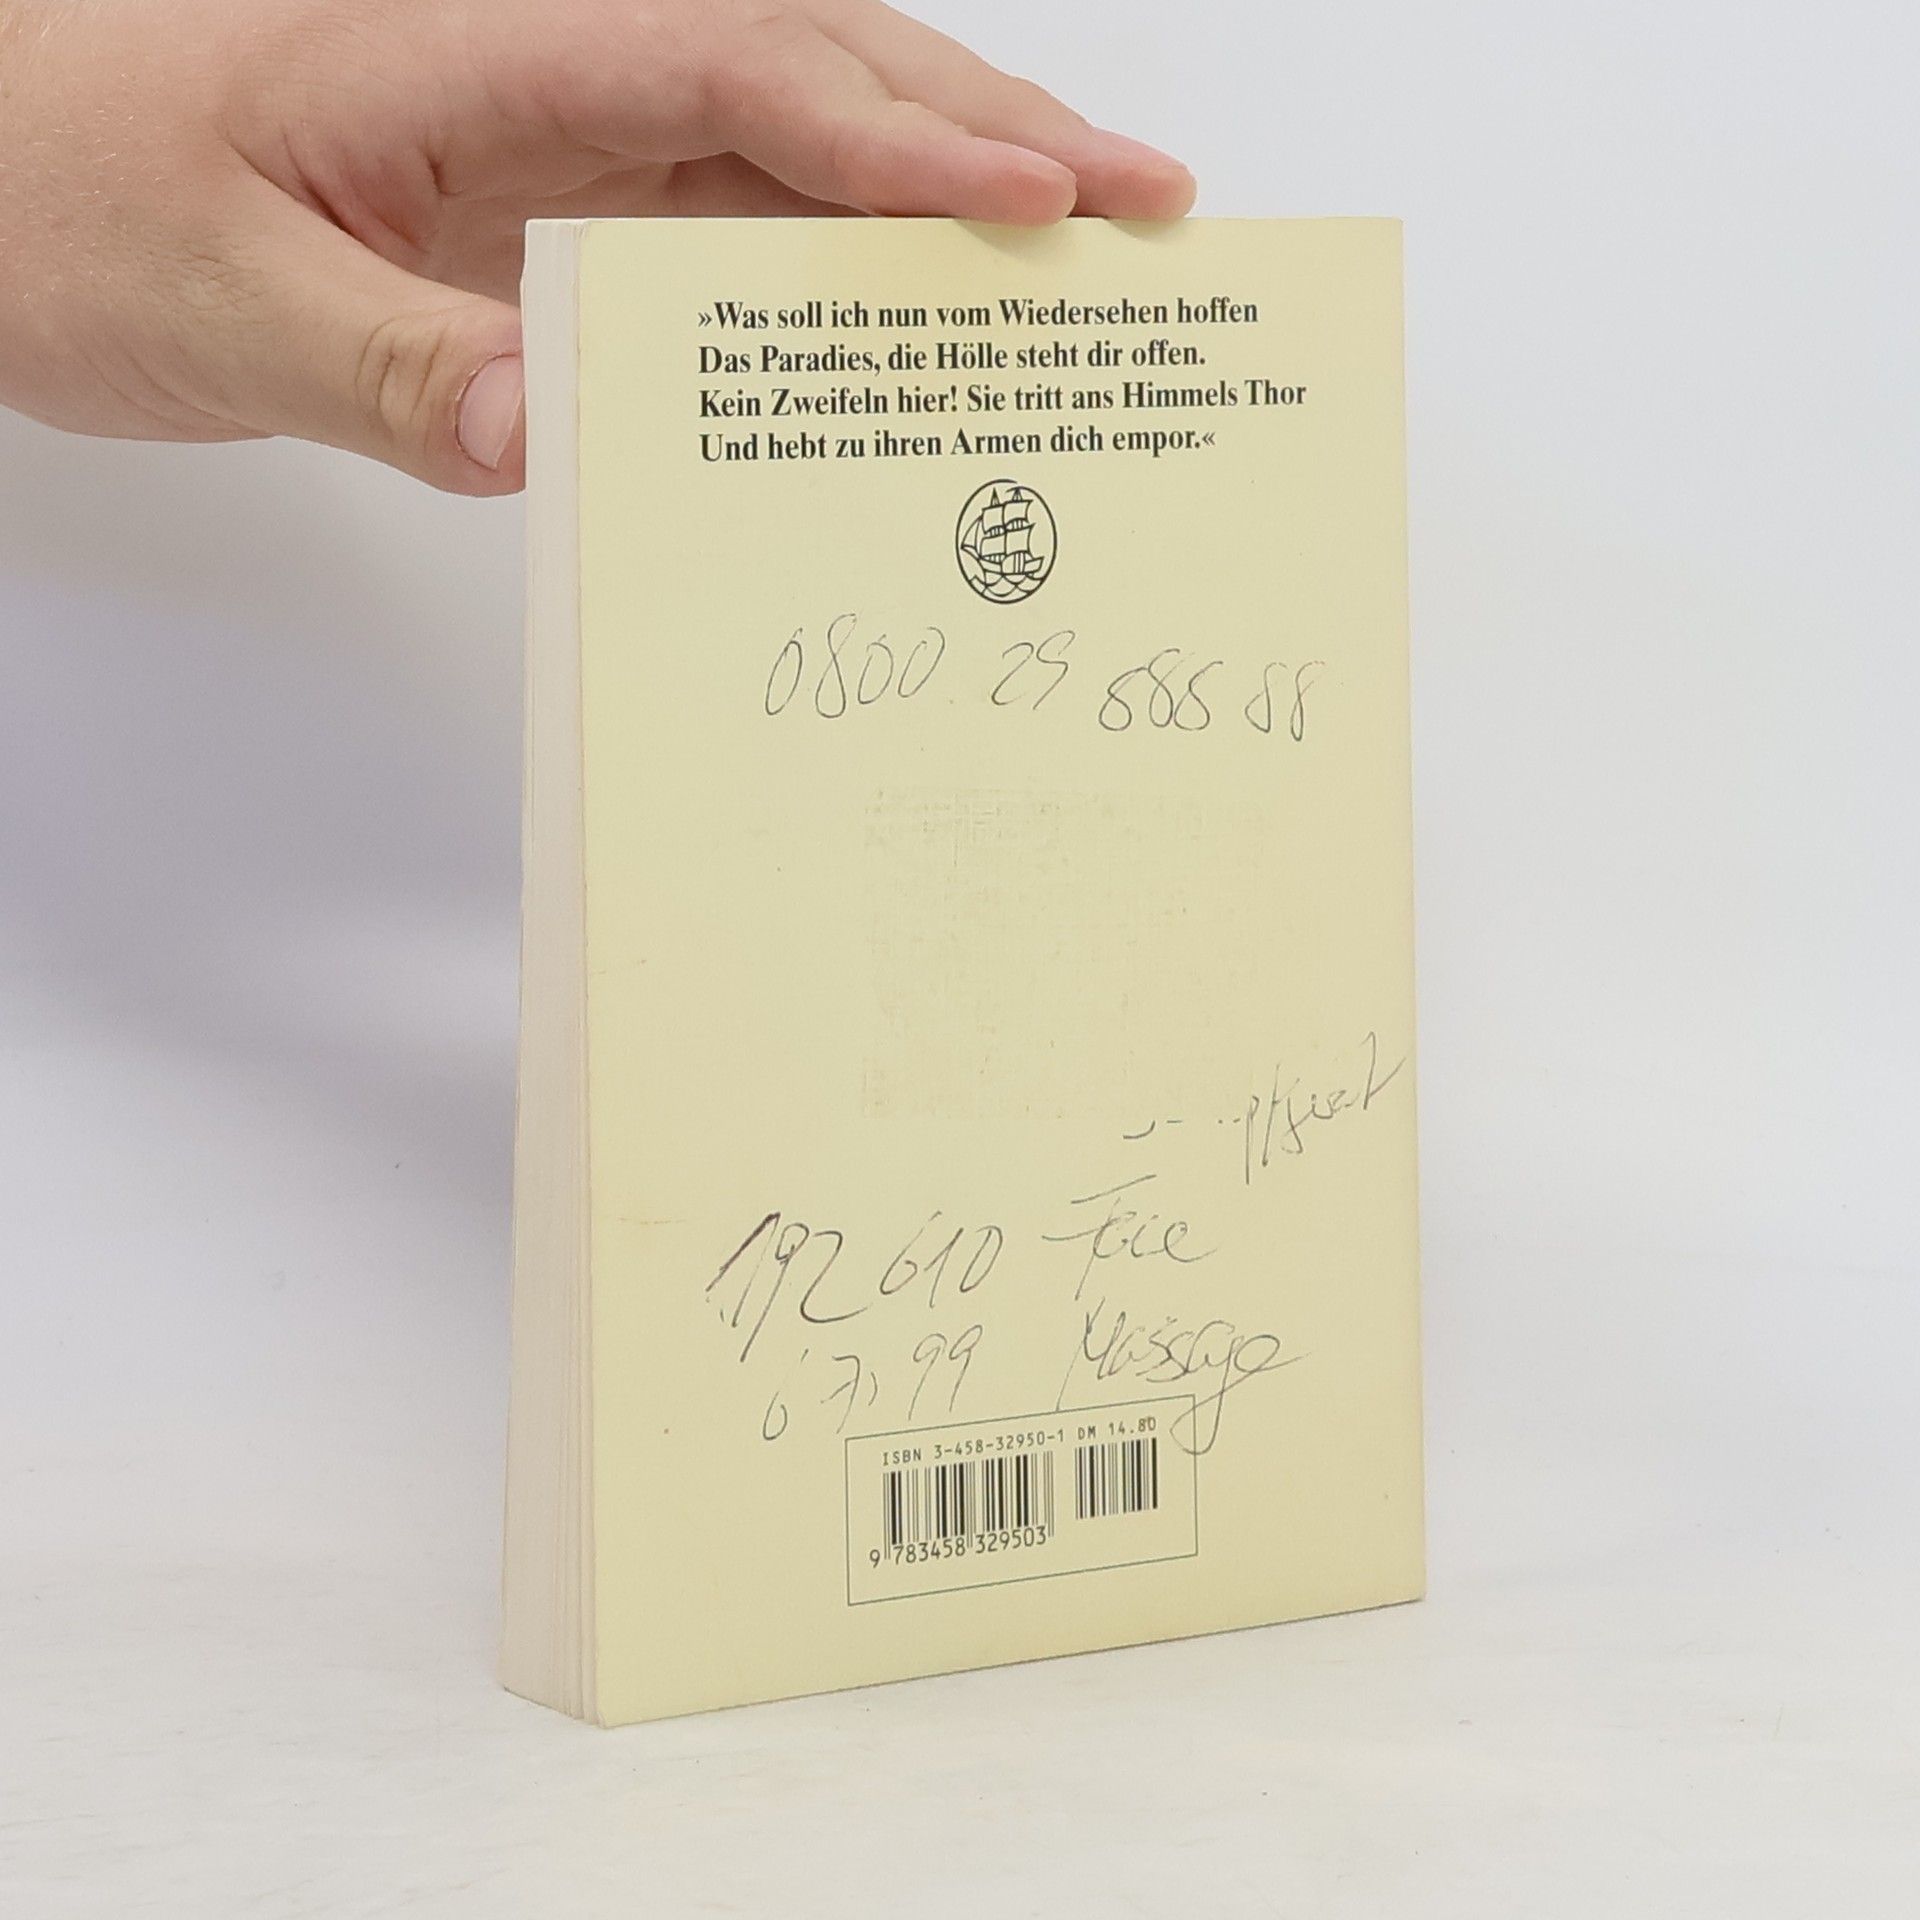 »Was soll ich nun vom Wiedersehen hoffen
Das Paradies, die Hölle steht dir offen.
Kein Zweifeln hier! Sie tritt ans Himmels Thor
Und hebt zu ihren Armen dich empor.«
0800 29 888 88
192 610
67, 99 Massage
ISBN 3-458-32950-1 DM 14.80
9 783458 329503